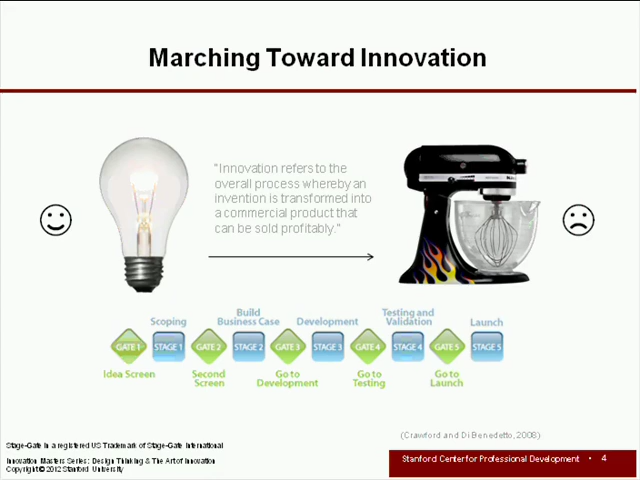 Marching Toward Innovation
"Innovation refers to the
overall process whereby an
invention is transformed into
a commercial product that
can be sold profitably."
Scoping
Build
Business Case
Development
Testing and
Validation
Launch
GATE 1
STAGE 1
GATE 2
STAGE 2
GATE 3
STAGE 3
GATE 4
STAGE 4
GATE 5
STAGE 5
Idea Screen
Second
Screen
Go to
Development
Go to
Testing
Go to
Launch
(Crawford and Di Benedetto, 2008)
Stage-Gate in a registered US Trademark of Stage-Gate International
Innovation Masters Series: Design Thinking & The Art of Innovation
Copyright © 2012 Stanford University
Stanford Center for Professional Development • 4